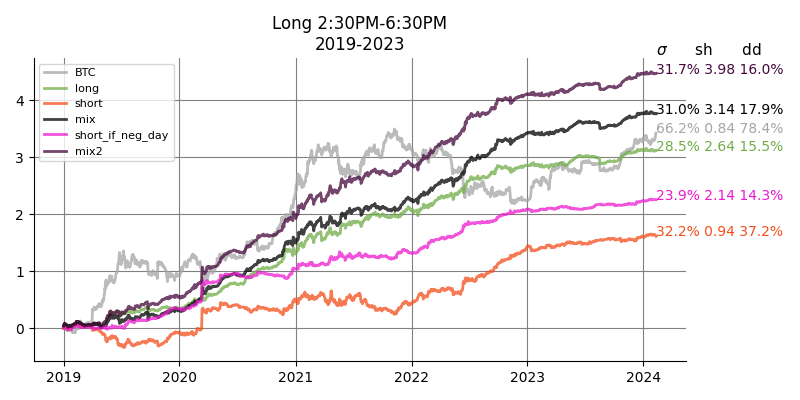 Long 2:30PM-6:30PM
2019-2023
σ sh dd
BTC
long
short
mix
short_if_neg_day
mix2
31.7% 3.98 16.0%
31.0% 3.14 17.9%
66.2% 0.84 78.4%
28.5% 2.64 15.5%
23.9% 2.14 14.3%
32.2% 0.94 37.2%
4
3
2
1
0
2019 2020 2021 2022 2023 2024